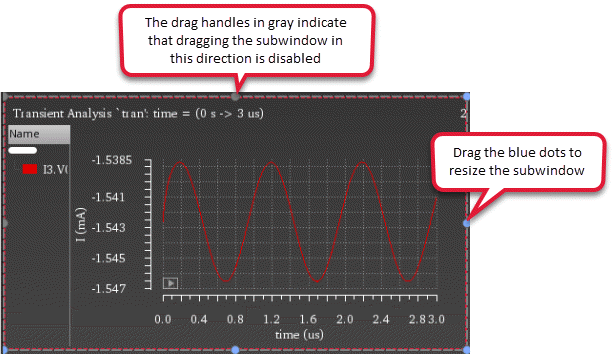 The drag handles in gray indicate
that dragging the subwindow in
this direction is disabled
Transient Analysis `tran': time = (0 s -> 3 us)
2
Name
I3.V(
Drag the blue dots to
resize the subwindow
-1.5385
-1.541
-1.543
-1.545
-1.547
I (mA)
0.0 0.4 0.8 1.2 1.6 2.0 2.4 2.8 3.0
time (us)